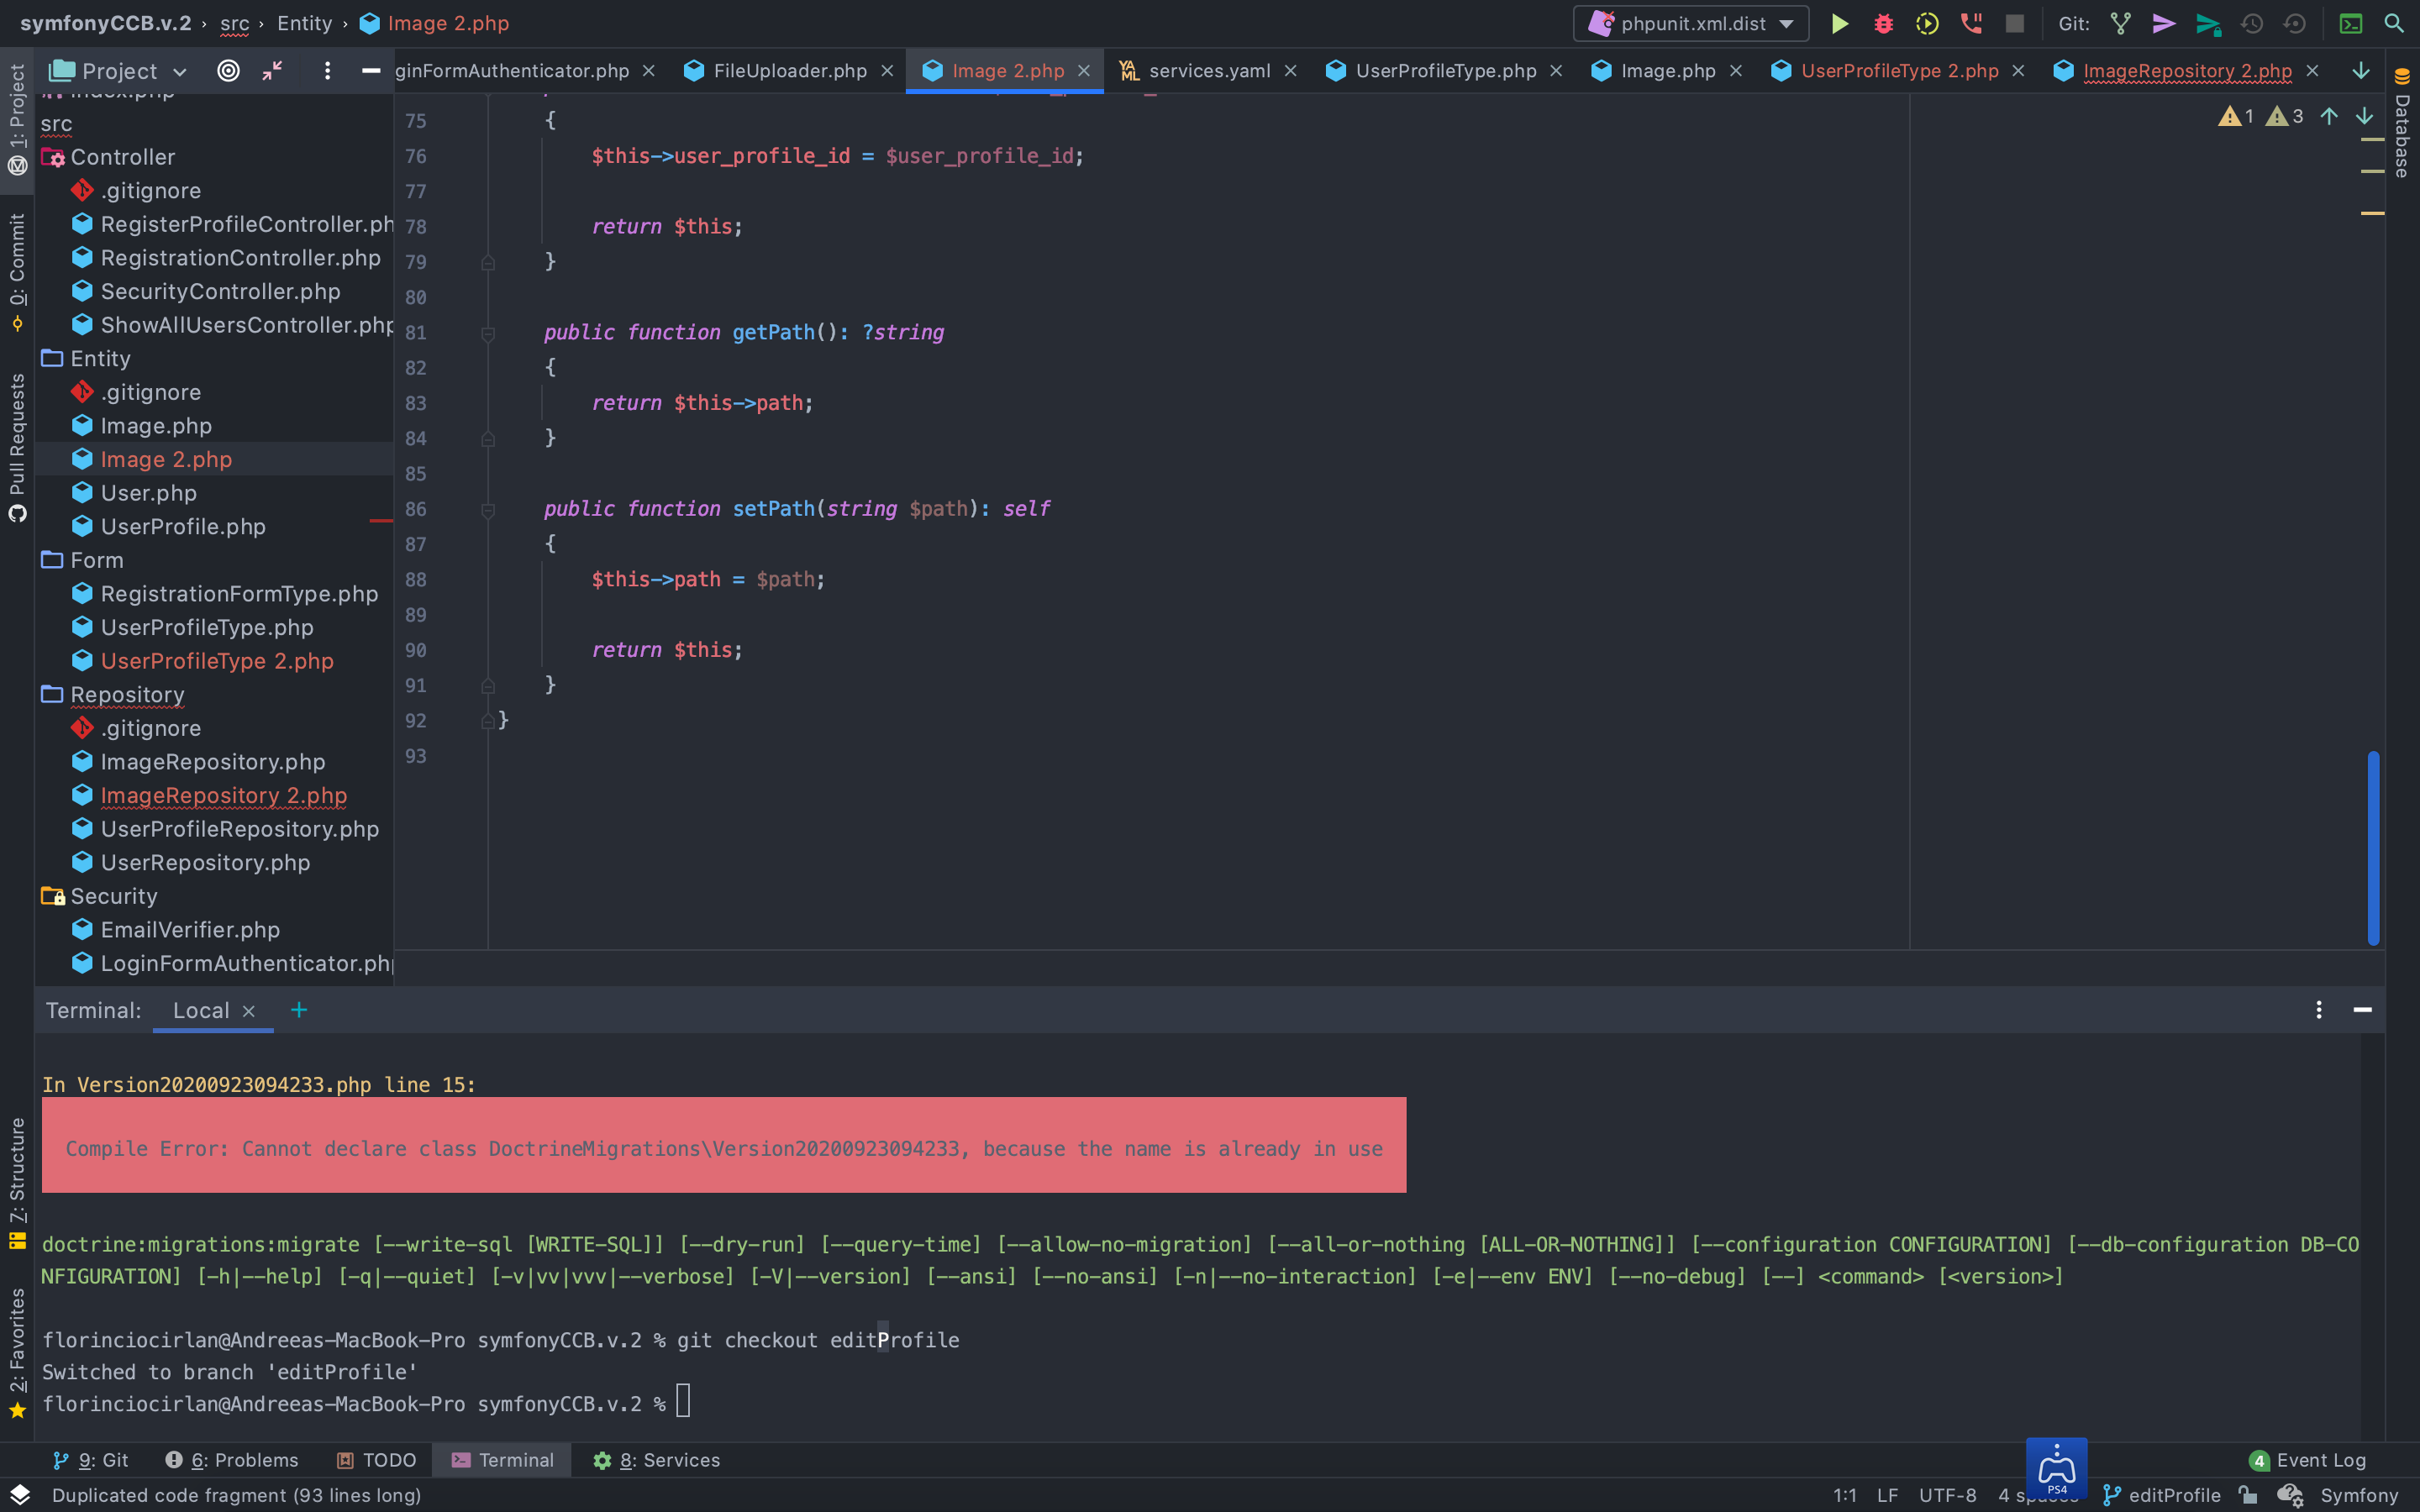 symfonyCCB.v.2 › src › Entity › Image 2.php
phpunit.xml.dist
Git:
Project
ginFormAuthenticator.php
FileUploader.php
Image 2.php
YAML services.yaml
UserProfileType.php
Image.php
UserProfileType 2.php
ImageRepository 2.php
1: Project
0: Commit
Pull Requests
7: Structure
2: Favorites
Database
index.php
src
Controller
.gitignore
RegisterProfileController.ph
RegistrationController.php
SecurityController.php
ShowAllUsersController.php
Entity
.gitignore
Image.php
Image 2.php
User.php
UserProfile.php
Form
RegistrationFormType.php
UserProfileType.php
UserProfileType 2.php
Repository
.gitignore
ImageRepository.php
ImageRepository 2.php
UserProfileRepository.php
UserRepository.php
Security
EmailVerifier.php
LoginFormAuthenticator.php
1 3
75 {
76 $this->user_profile_id = $user_profile_id;
77
78 return $this;
79 }
80
81 public function getPath(): ?string
82 {
83 return $this->path;
84 }
85
86 public function setPath(string $path): self
87 {
88 $this->path = $path;
89
90 return $this;
91 }
92 }
93
Terminal: Local +
In Version20200923094233.php line 15:
Compile Error: Cannot declare class DoctrineMigrations\Version20200923094233, because the name is already in use
doctrine:migrations:migrate [--write-sql [WRITE-SQL]] [--dry-run] [--query-time] [--allow-no-migration] [--all-or-nothing [ALL-OR-NOTHING]] [--configuration CONFIGURATION] [--db-configuration DB-CO
NFIGURATION] [-h|--help] [-q|--quiet] [-v|vv|vvv|--verbose] [-V|--version] [--ansi] [--no-ansi] [-n|--no-interaction] [-e|--env ENV] [--no-debug] [--] <command> [<version>]
florinciocirlan@Andreeas-MacBook-Pro symfonyCCB.v.2 % git checkout editProfile
Switched to branch 'editProfile'
florinciocirlan@Andreeas-MacBook-Pro symfonyCCB.v.2 %
9: Git
6: Problems
TODO
Terminal
8: Services
PS4
4 Event Log
Duplicated code fragment (93 lines long)
1:1 LF UTF-8 4 spaces editProfile Symfony